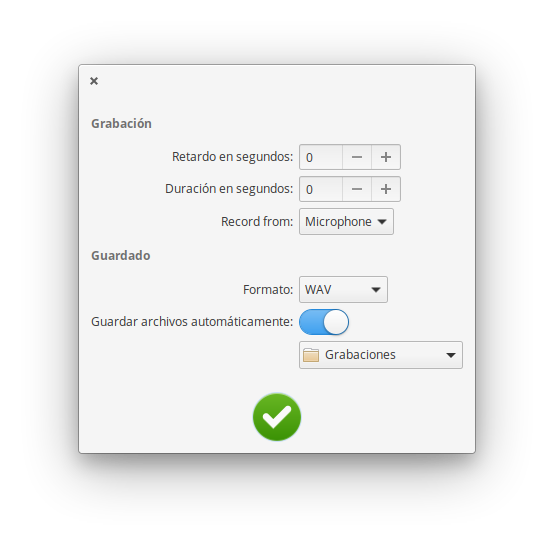 Grabación
Retardo en segundos: 0
Duración en segundos: 0
Record from: Microphone
Guardado
Formato: WAV
Guardar archivos automáticamente:
Grabaciones